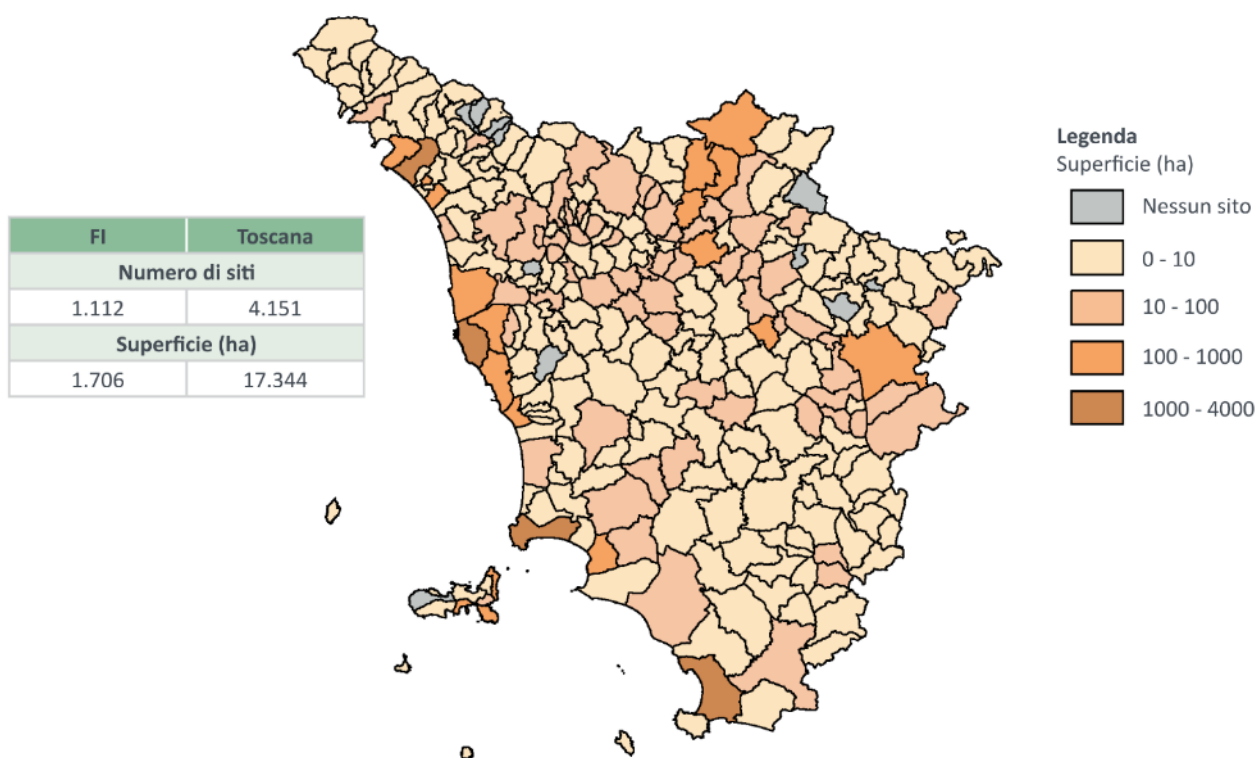 FI Toscana
Numero di siti
1.112 4.151
Superficie (ha)
1.706 17.344
Legenda
Superficie (ha)
Nessun sito
0 - 10
10 - 100
100 - 1000
1000 - 4000